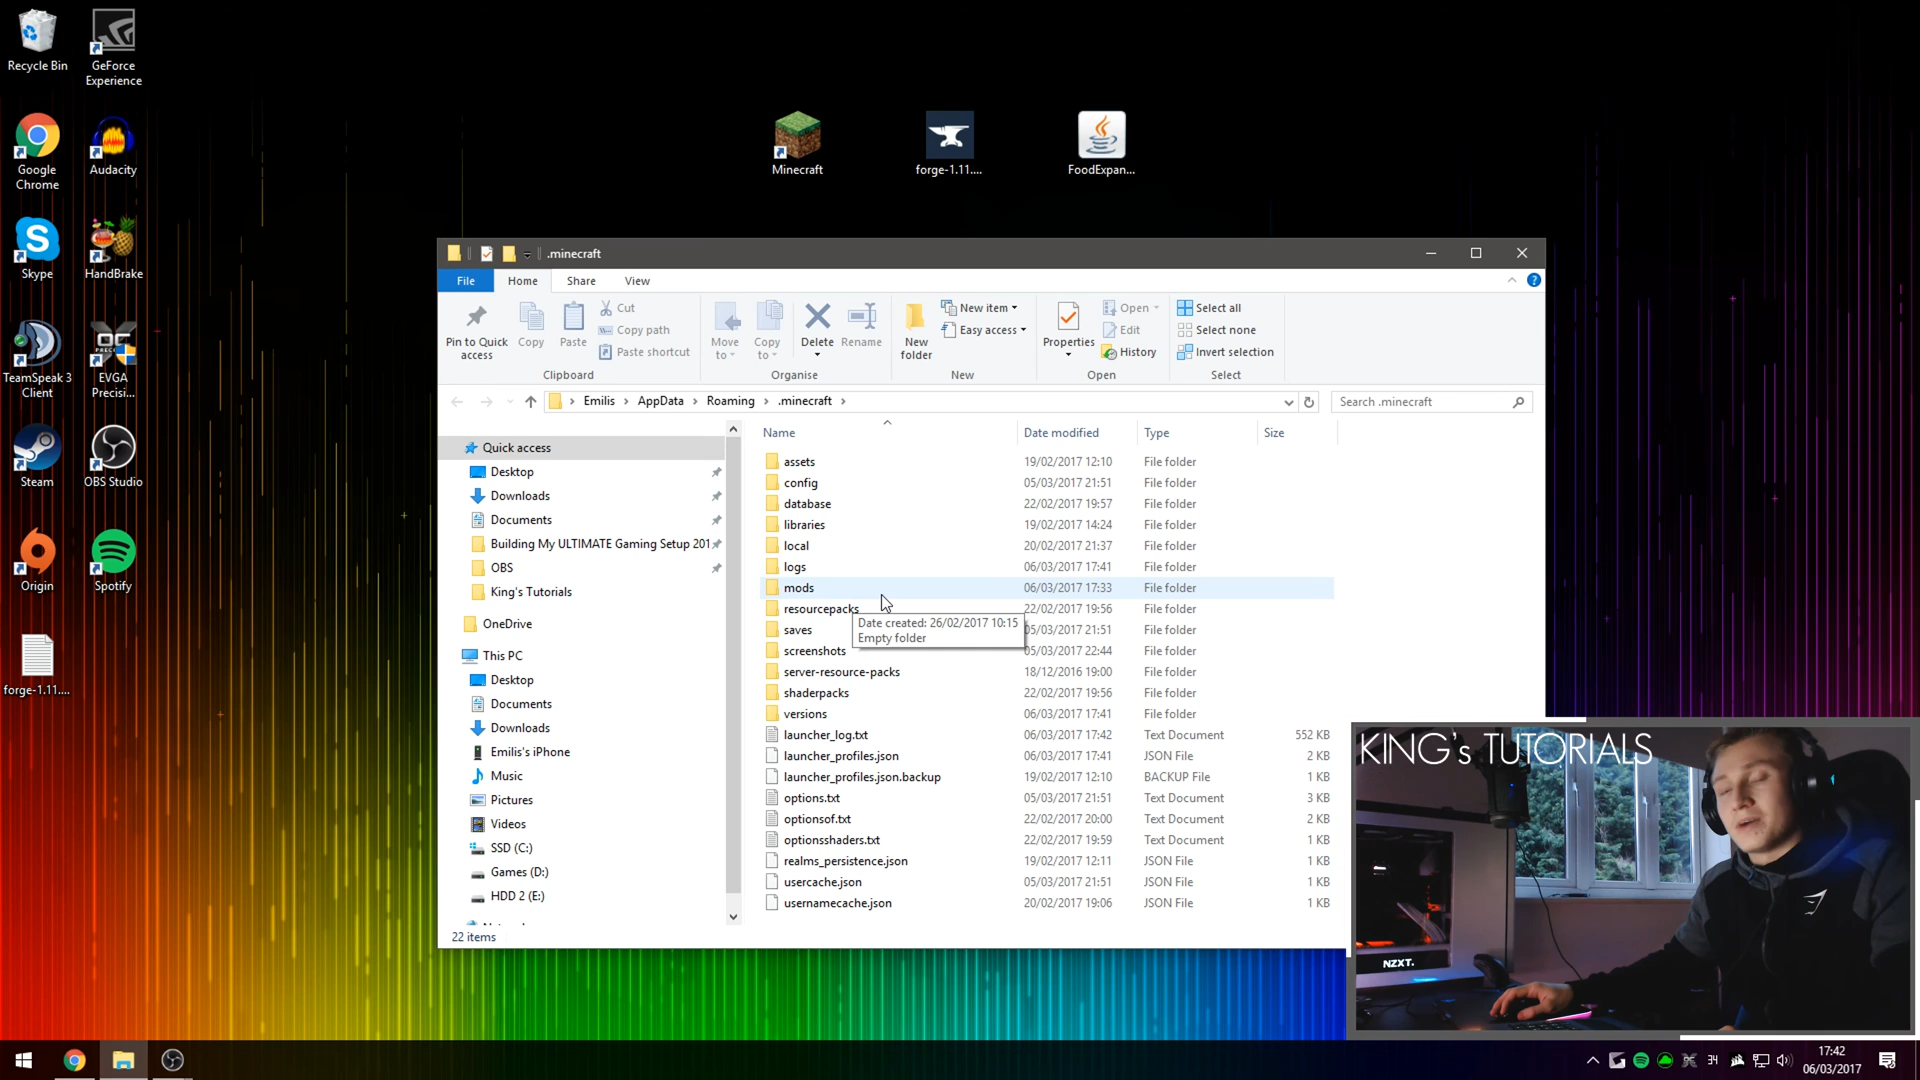 Recycle Bin
GeForce
Experience
Google
Chrome
Audacity
Skype
HandBrake
TeamSpeak 3
Client
EVGA
Precisi...
Steam
OBS Studio
Origin
Spotify
forge-1.11....
Minecraft
forge-1.11....
FoodExpan...
.minecraft
File
Home
Share
View
Pin to Quick
access
Copy
Paste
Cut
Copy path
Paste shortcut
Clipboard
Move
to
Copy
to
Delete
Rename
Organise
New
folder
New item
Easy access
New
Properties
Open
Edit
History
Open
Select all
Select none
Invert selection
Select
Emilis › AppData › Roaming › .minecraft ›
Search .minecraft
Quick access
Desktop
Downloads
Documents
Building My ULTIMATE Gaming Setup 201
OBS
King's Tutorials
OneDrive
This PC
Desktop
Documents
Downloads
Emilis's iPhone
Music
Pictures
Videos
SSD (C:)
Games (D:)
HDD 2 (E:)
Name Date modified Type Size
assets 19/02/2017 12:10 File folder
config 05/03/2017 21:51 File folder
database 22/02/2017 19:57 File folder
libraries 19/02/2017 14:24 File folder
local 20/02/2017 21:37 File folder
logs 06/03/2017 17:41 File folder
mods 06/03/2017 17:33 File folder
resourcepacks 22/02/2017 19:56 File folder
Date created: 26/02/2017 10:15
Empty folder
saves 05/03/2017 21:51 File folder
screenshots 05/03/2017 22:44 File folder
server-resource-packs 18/12/2016 19:00 File folder
shaderpacks 22/02/2017 19:56 File folder
versions 06/03/2017 17:41 File folder
launcher_log.txt 06/03/2017 17:42 Text Document 552 KB
launcher_profiles.json 06/03/2017 17:41 JSON File 2 KB
launcher_profiles.json.backup 19/02/2017 12:10 BACKUP File 1 KB
options.txt 05/03/2017 21:51 Text Document 3 KB
optionsof.txt 22/02/2017 20:00 Text Document 2 KB
optionsshaders.txt 22/02/2017 19:59 Text Document 1 KB
realms_persistence.json 19/02/2017 12:11 JSON File 1 KB
usercache.json 05/03/2017 21:51 JSON File 1 KB
usernamecache.json 20/02/2017 19:06 JSON File 1 KB
22 items
KING's TUTORIALS
NZXT.
34
17:42
06/03/2017